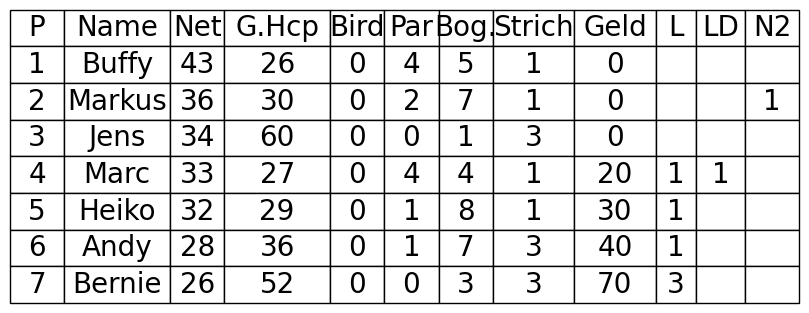 P Name Net G.Hcp Bird Par Bog. Strich Geld L LD N2
1 Buffy 43 26 0 4 5 1 0
2 Markus 36 30 0 2 7 1 0 1
3 Jens 34 60 0 0 1 3 0
4 Marc 33 27 0 4 4 1 20 1 1
5 Heiko 32 29 0 1 8 1 30 1
6 Andy 28 36 0 1 7 3 40 1
7 Bernie 26 52 0 0 3 3 70 3